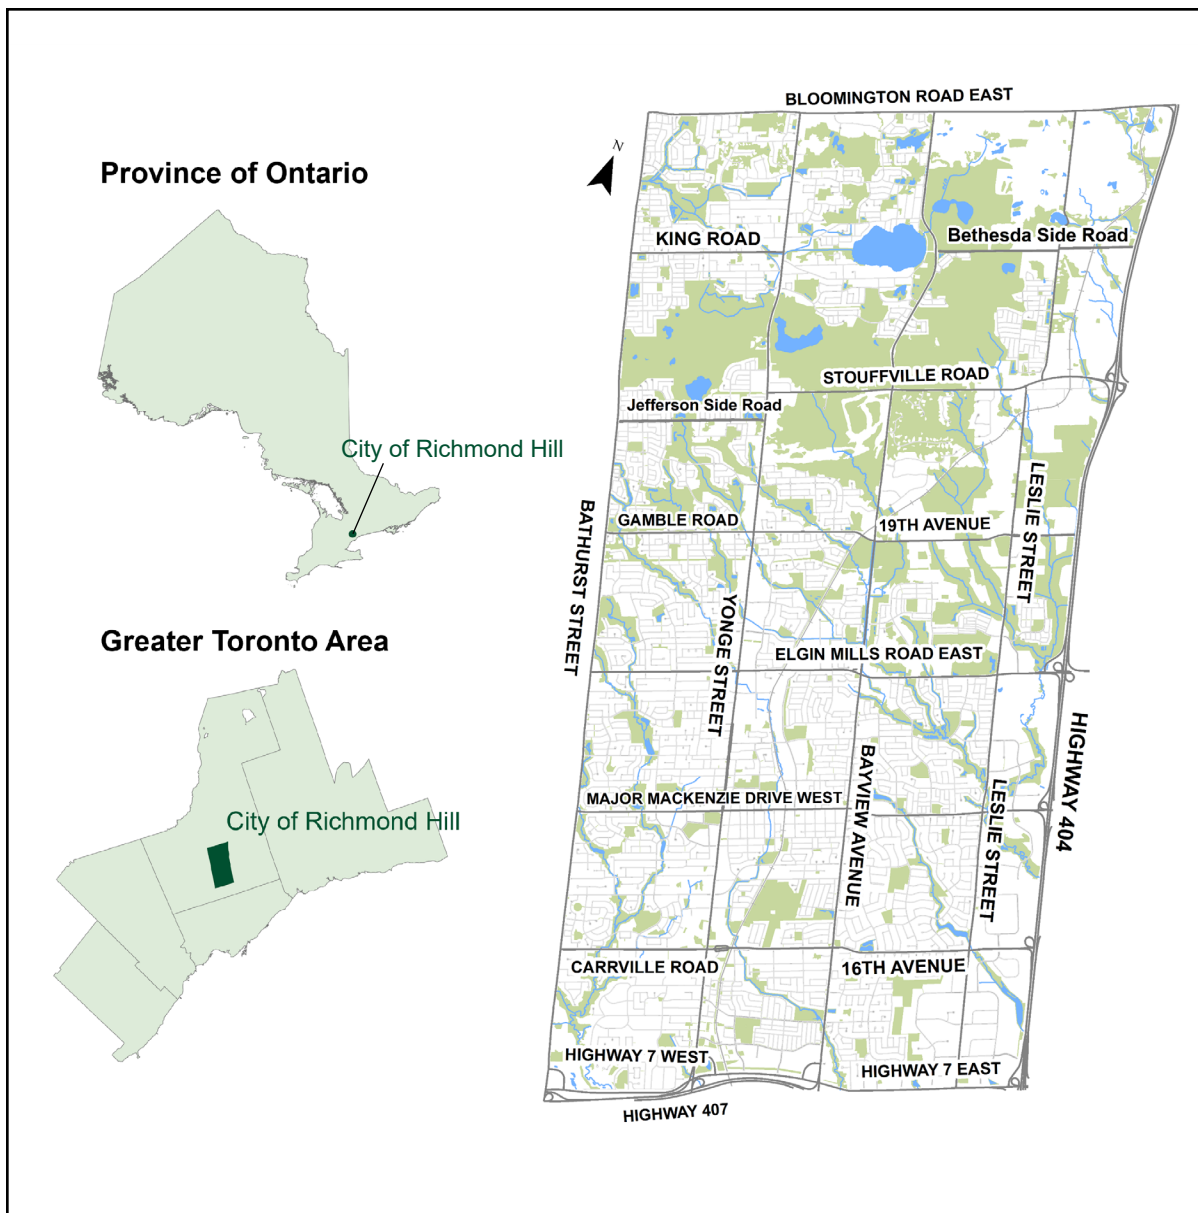 Province of Ontario
City of Richmond Hill
Greater Toronto Area
City of Richmond Hill
N
BLOOMINGTON ROAD EAST
KING ROAD
Bethesda Side Road
STOUFFVILLE ROAD
Jefferson Side Road
LESLIE STREET
BATHURST STREET
GAMBLE ROAD
19TH AVENUE
YONGE STREET
ELGIN MILLS ROAD EAST
HIGHWAY 404
BAYVIEW AVENUE
LESLIE STREET
MAJOR MACKENZIE DRIVE WEST
CARRVILLE ROAD
16TH AVENUE
HIGHWAY 7 WEST
HIGHWAY 7 EAST
HIGHWAY 407